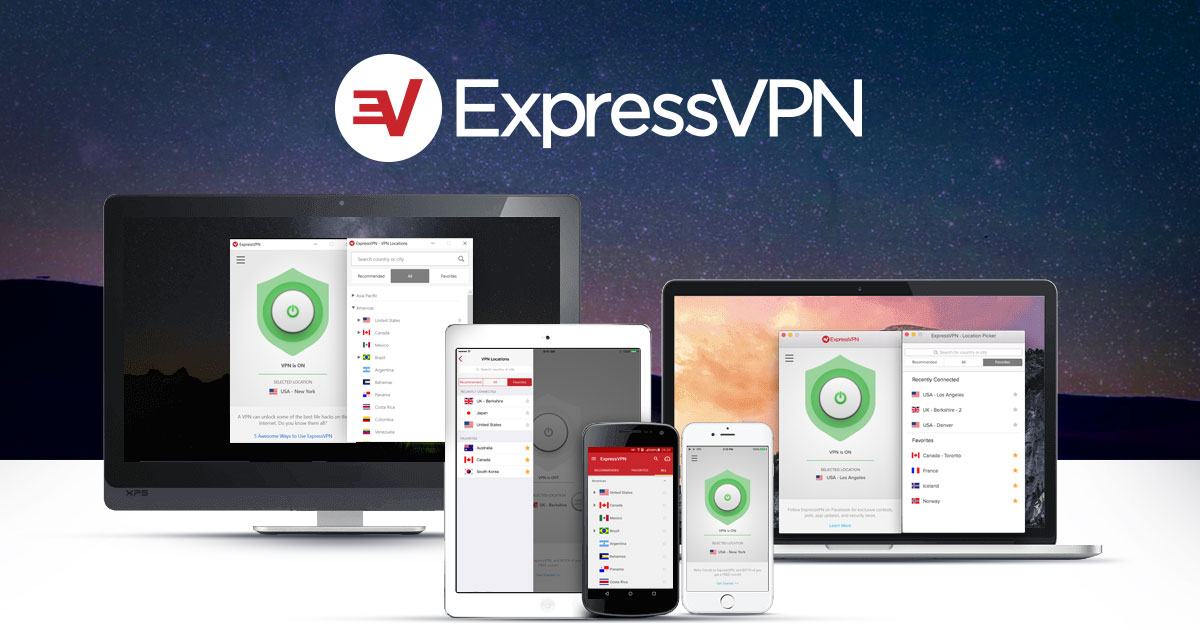 EV ExpressVPN
ExpressVPN
VPN is ON
SELECTED LOCATION
USA - New York
A VPN can unlock some of the best life hacks on the
Internet. Do you know them all?
5 Awesome Ways to Use ExpressVPN
ExpressVPN - VPN Locations
Search country or city
Recommended All Favorites
Asia Pacific
Americas
United States
Canada
Mexico
Brazil
Argentina
Bahamas
Panama
Costa Rica
Colombia
Venezuela
XPS
VPN Locations
Search country or city
Recommended All Favorites
RECENTLY CONNECTED
UK - Berkshire
Japan
United States
FAVORITES
Australia
Canada
South Korea
VPN is OFF
SELECTED LOCATION
UK - Berkshire
ExpressVPN
RECOMMENDED FAVORITES ALL
Americas
United States
Canada
Mexico
Brazil
Argentina
Bahamas
Panama
Costa Rica
VPN is ON
SELECTED LOCATION
USA - New York
ExpressVPN
VPN is ON
SELECTED LOCATION
USA - Los Angeles
Follow ExpressVPN on Facebook for exclusive contests,
perks, app updates, and security news.
Learn More
ExpressVPN - Location Picker
Search for country or city
Recommended All Favorites
Recently Connected
USA - Los Angeles
UK - Berkshire - 2
USA - Denver
Favorites
Canada - Toronto
France
Iceland
Norway